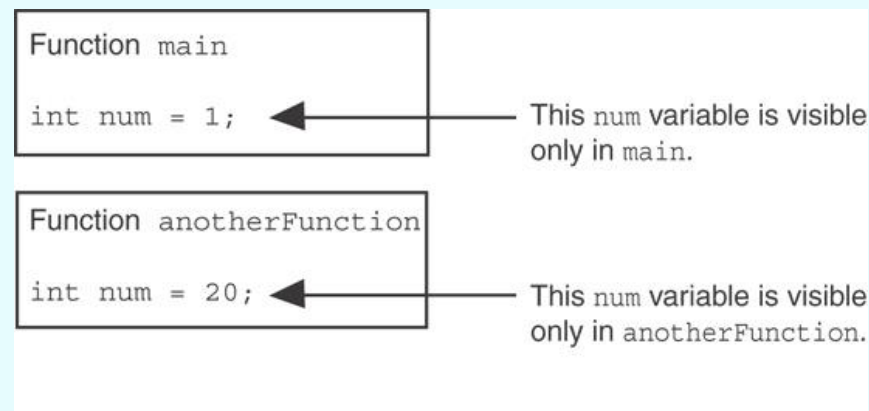 Function main
int num = 1;
This num variable is visible
only in main.
Function anotherFunction
int num = 20;
This num variable is visible
only in anotherFunction.